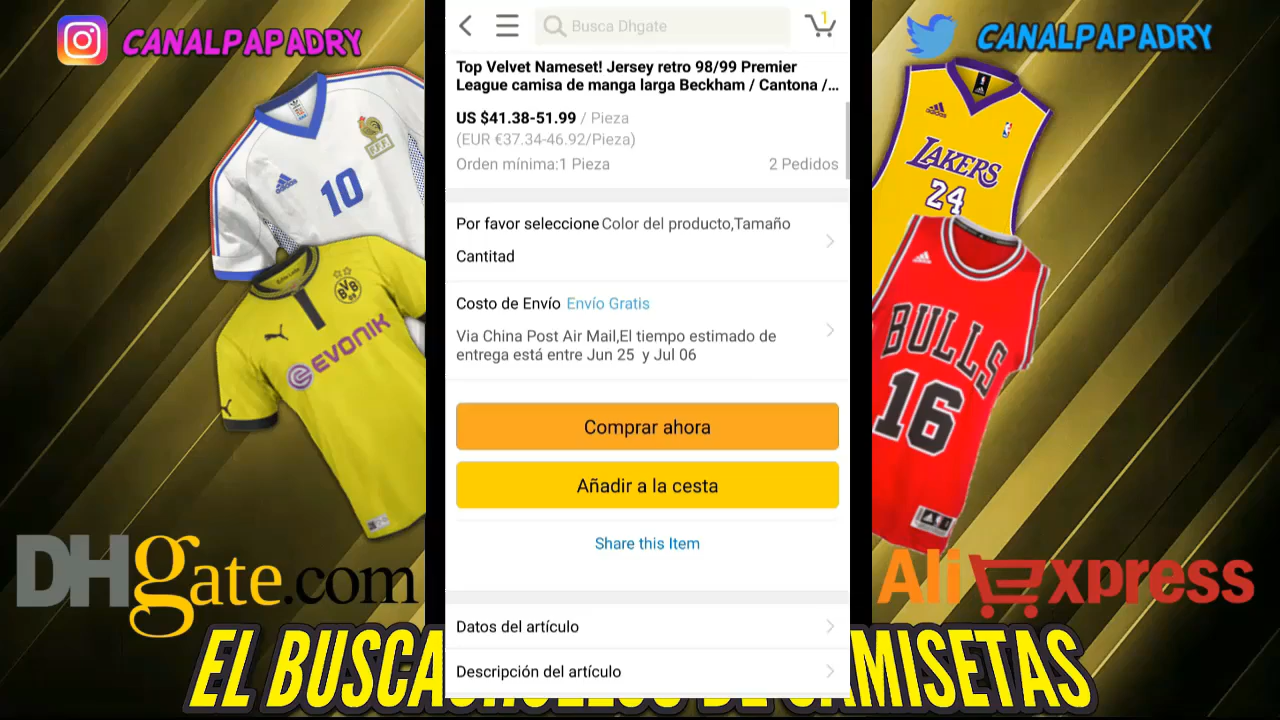 CANALPAPADRY
CANALPAPADRY
Busca Dhgate
1
Top Velvet Nameset! Jersey retro 98/99 Premier
League camisa de manga larga Beckham / Cantona /...
US $41.38-51.99 / Pieza
(EUR €37.34-46.92/Pieza)
Orden mínima:1 Pieza
2 Pedidos
Por favor seleccione Color del producto,Tamaño
Cantitad
Costo de Envío Envío Gratis
Via China Post Air Mail,El tiempo estimado de
entrega está entre Jun 25 y Jul 06
Comprar ahora
Añadir a la cesta
Share this Item
Datos del artículo
Descripción del artículo
10
BVB
09
EVONIK
LAKERS
24
BULLS
16
DHgate.com
AliExpress
EL BUSCA
DE CAMISETAS